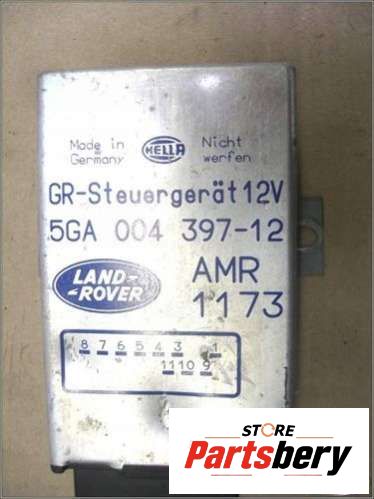 Made in Germany
HELLA
Nicht werfen
GR-Steuergerät 12V
5GA 004 397-12
LAND-
-ROVER
AMR
1173
8 7 6 5 4 3 1
11 10 9
STORE
Partsbery